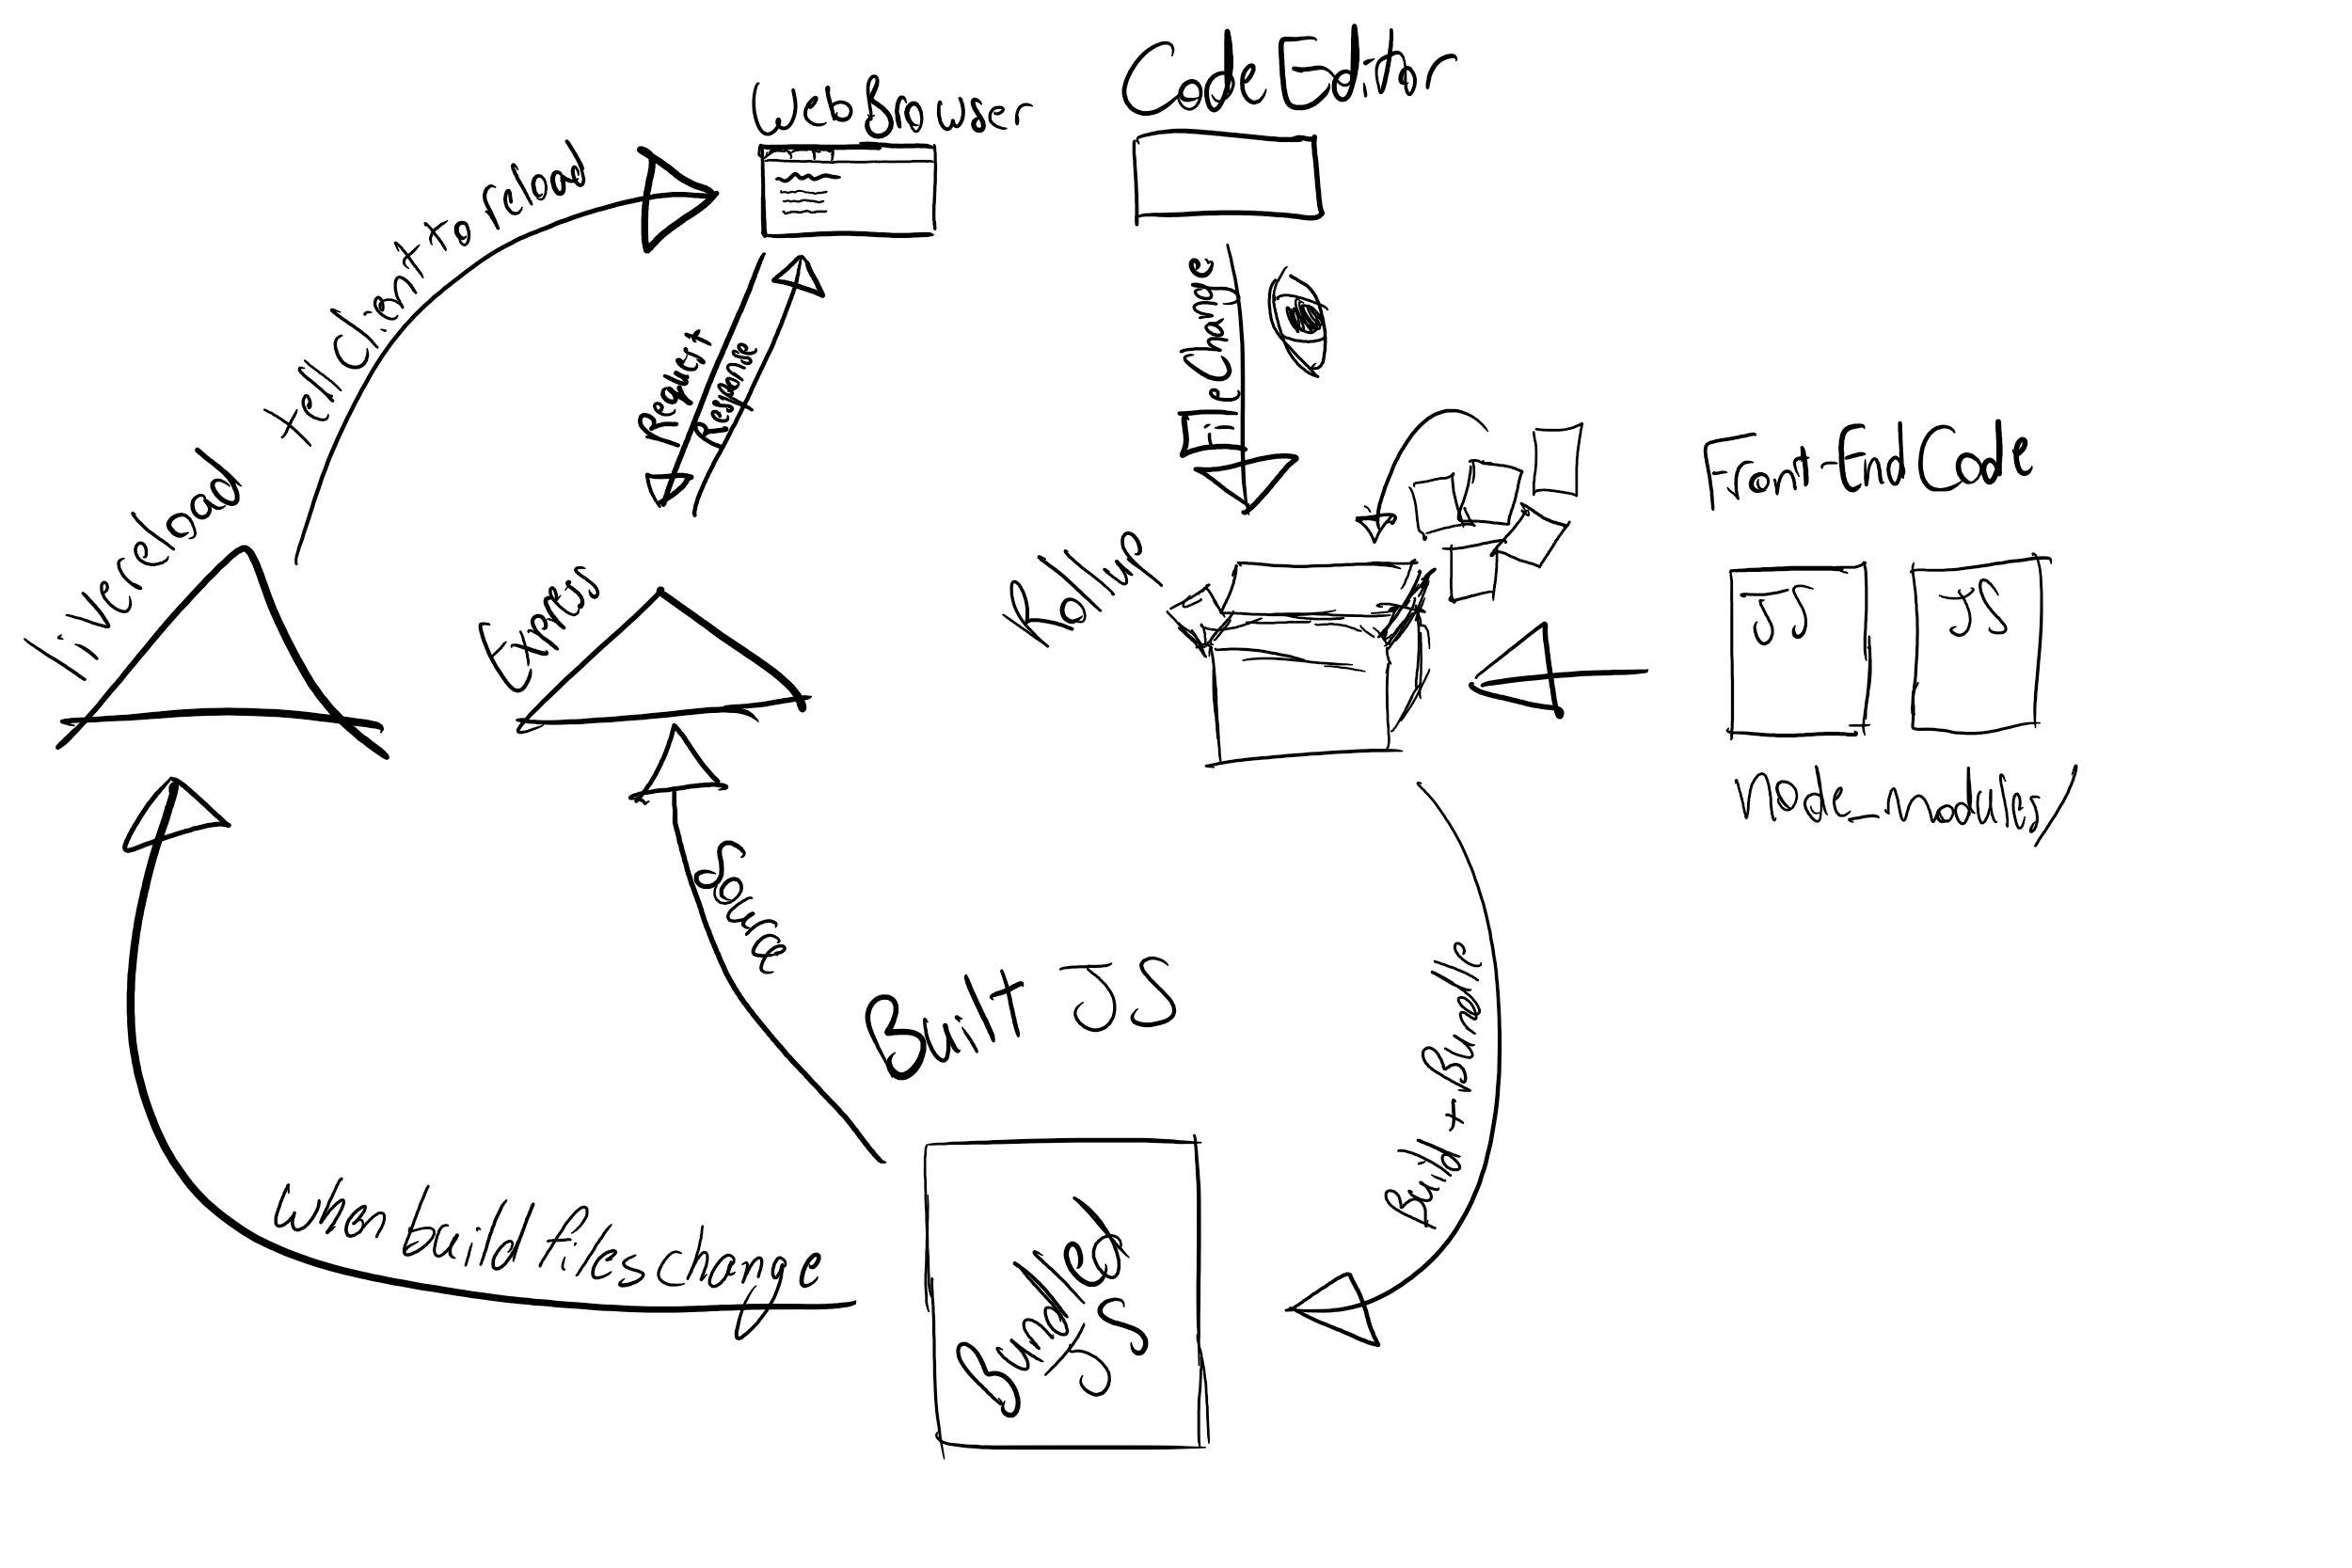 Web Browser
Code Editor
tell client to reload
Request
Response
File Change
Livereload
Express
Rollup
Front-End Code
JS
JS
node_modules/
Source
Built JS
Build + Bundle
When build files change
Bundled
JS